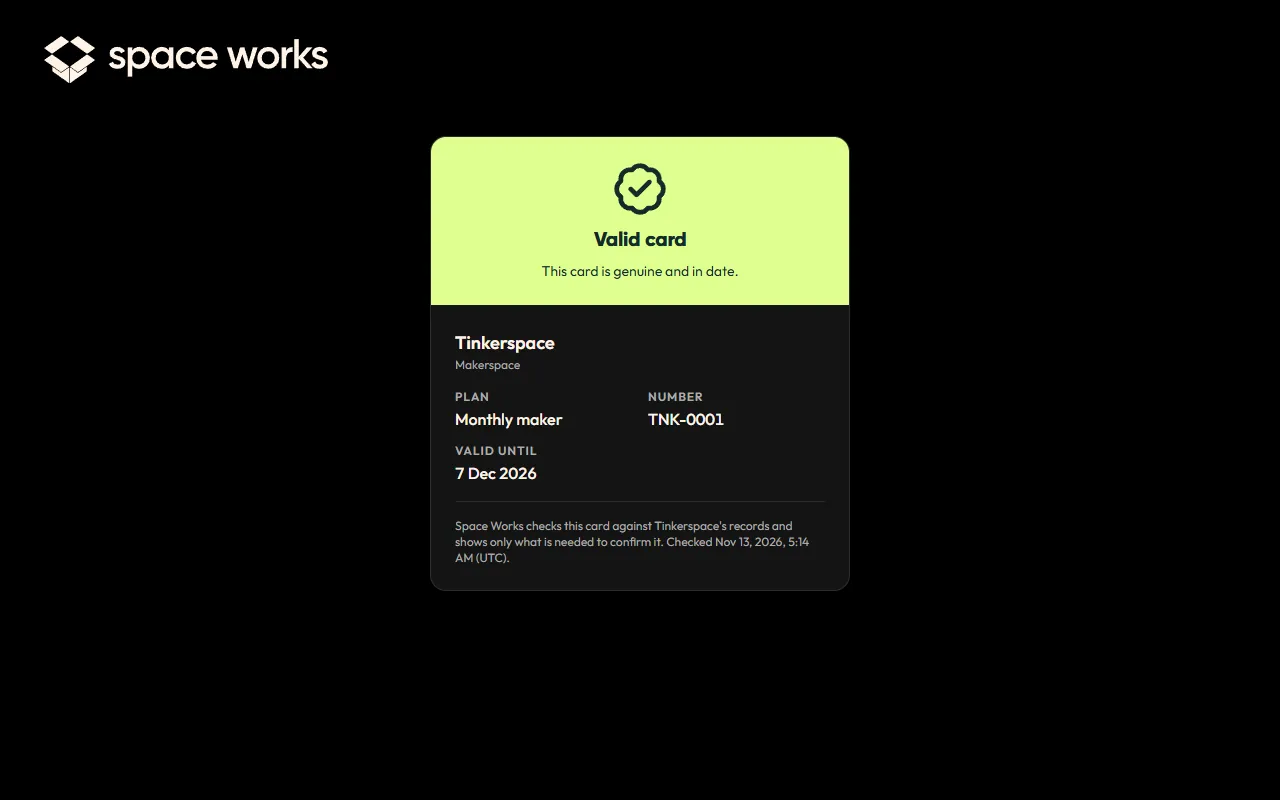 space works
Valid card
This card is genuine and in date.
Tinkerspace
Makerspace
PLAN
Monthly maker
NUMBER
TNK-0001
VALID UNTIL
7 Dec 2026
Space Works checks this card against Tinkerspace's records and
shows only what is needed to confirm it. Checked Nov 13, 2026, 5:14
AM (UTC).